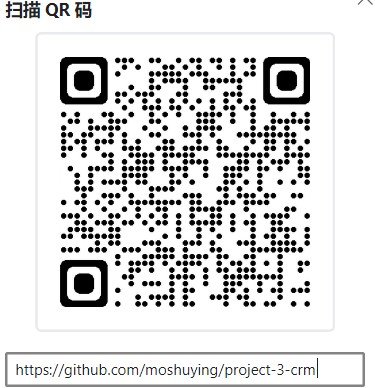 扫描 QR 码
https://github.com/moshuying/project-3-crm